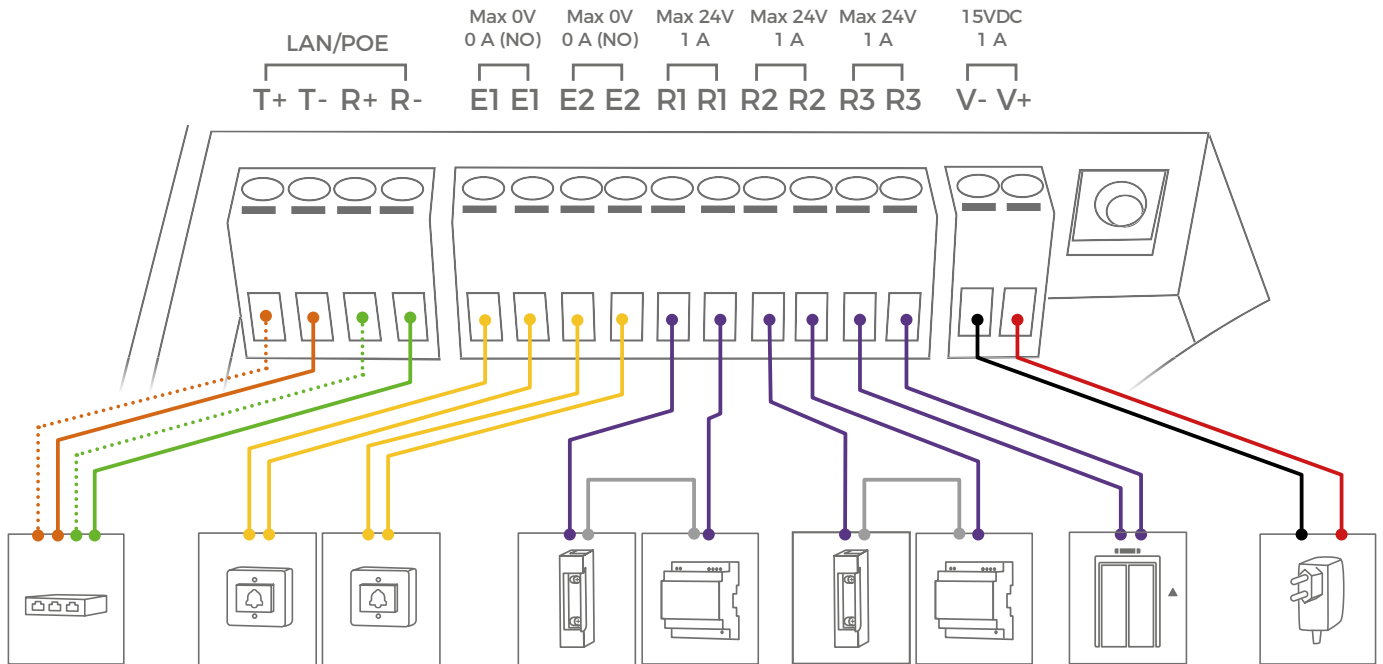 Max 0V Max 0V Max 24V Max 24V Max 24V 15VDC
LAN/POE 0 A (NO) 0 A (NO) 1 A 1 A 1 A 1 A
T+ T- R+ R- E1 E1 E2 E2 R1 R1 R2 R2 R3 R3 V- V+